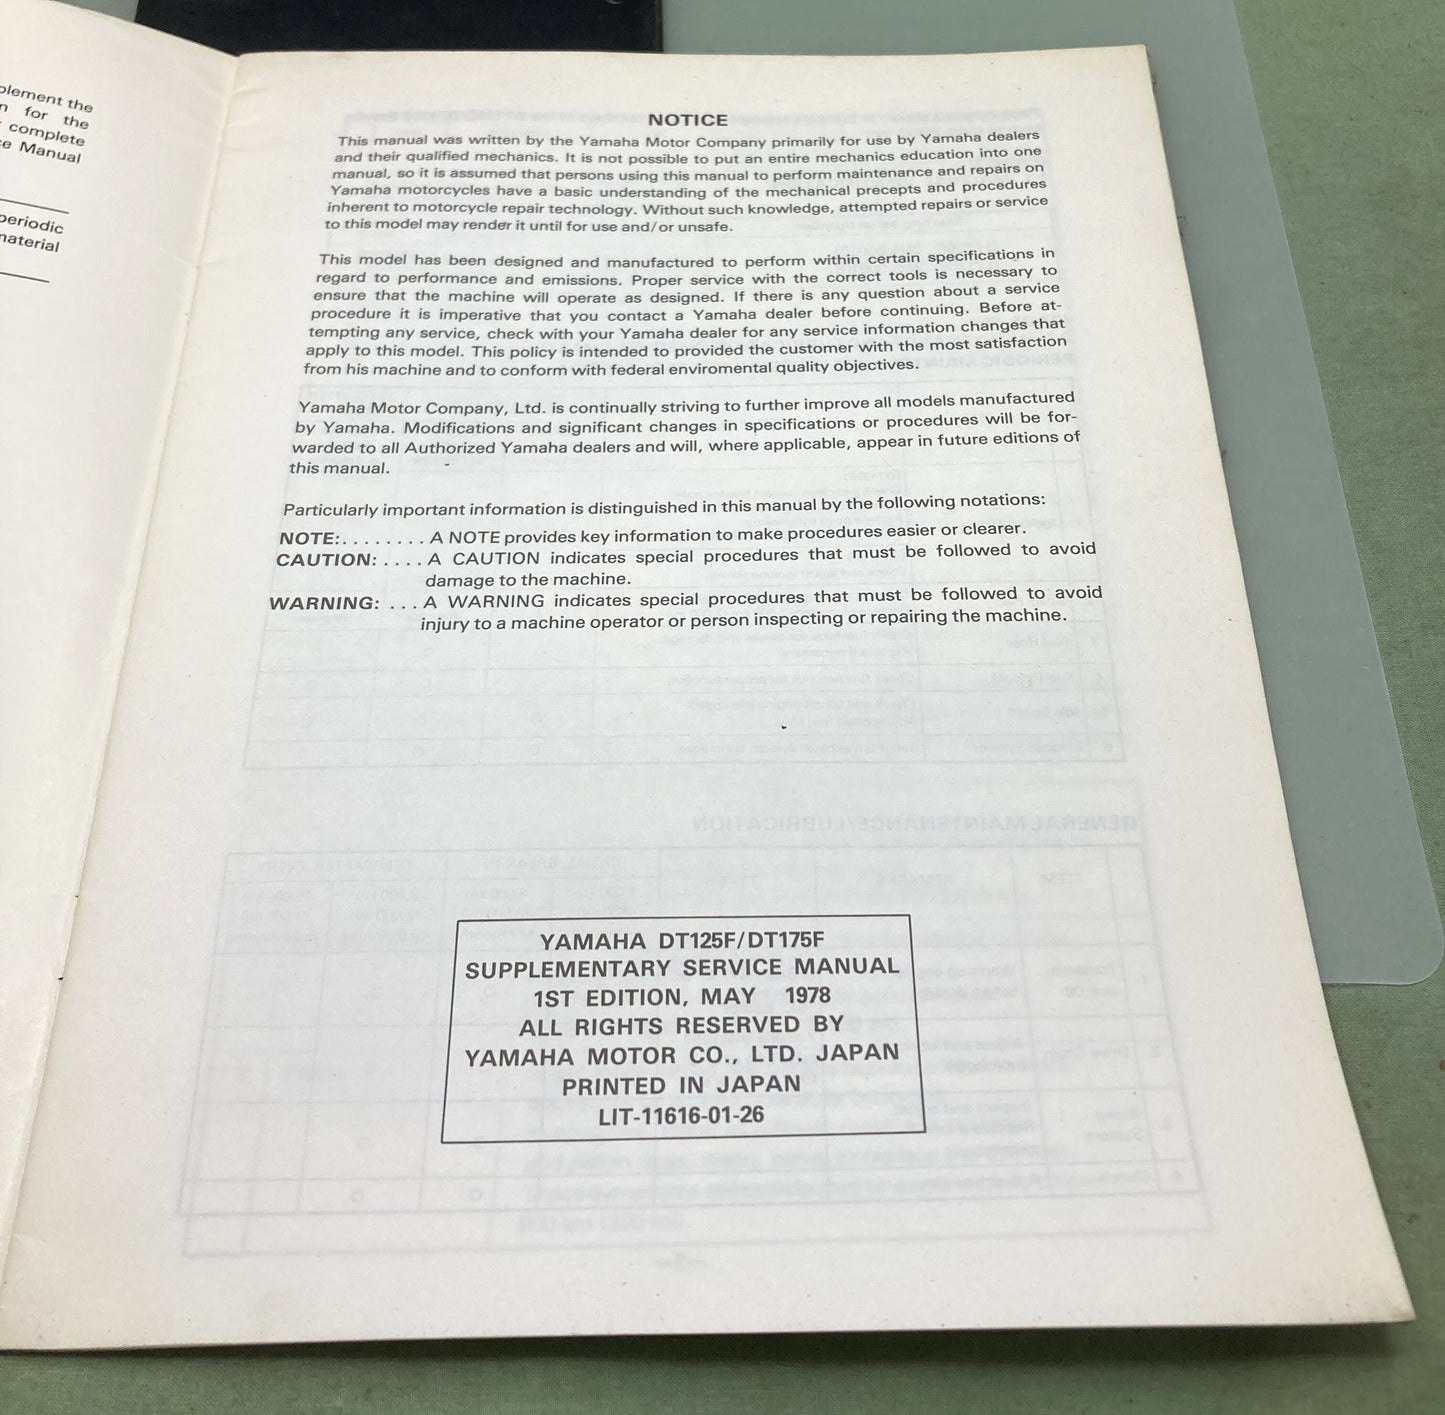 plement the
n for the
complete
Manual
periodic
material
NOTICE
This manual was written by the Yamaha Motor Company primarily for use by Yamaha dealers
and their qualified mechanics. It is not possible to put an entire mechanics education into one
manual, so it is assumed that persons using this manual to perform maintenance and repairs on
Yamaha motorcycles have a basic understanding of the mechanical precepts and procedures
inherent to motorcycle repair technology. Without such knowledge, attempted repairs or service
to this model may render it until for use and/or unsafe.
This model has been designed and manufactured to perform within certain specifications in
regard to performance and emissions. Proper service with the correct tools is necessary to
ensure that the machine will operate as designed. If there is any question about a service
procedure it is imperative that you contact a Yamaha dealer before continuing. Before at-
tempting any service, check with your Yamaha dealer for any service information changes that
apply to this model. This policy is intended to provided the customer with the most satisfaction
from his machine and to conform with federal enviromental quality objectives.
Yamaha Motor Company, Ltd. is continually striving to further improve all models manufactured
by Yamaha. Modifications and significant changes in specifications or procedures will be for-
warded to all Authorized Yamaha dealers and will, where applicable, appear in future editions of
this manual.
Particularly important information is distinguished in this manual by the following notations:
NOTE:........ A NOTE provides key information to make procedures easier or clearer.
CAUTION: .... A CAUTION indicates special procedures that must be followed to avoid
damage to the machine.
WARNING: ... A WARNING indicates special procedures that must be followed to avoid
injury to a machine operator or person inspecting or repairing the machine.
GENERAL MAINTENANCE/LUBRICATION
YAMAHA DT125F/DT175F
SUPPLEMENTARY SERVICE MANUAL
1ST EDITION, MAY 1978
ALL RIGHTS RESERVED BY
YAMAHA MOTOR CO., LTD. JAPAN
PRINTED IN JAPAN
LIT-11616-01-26